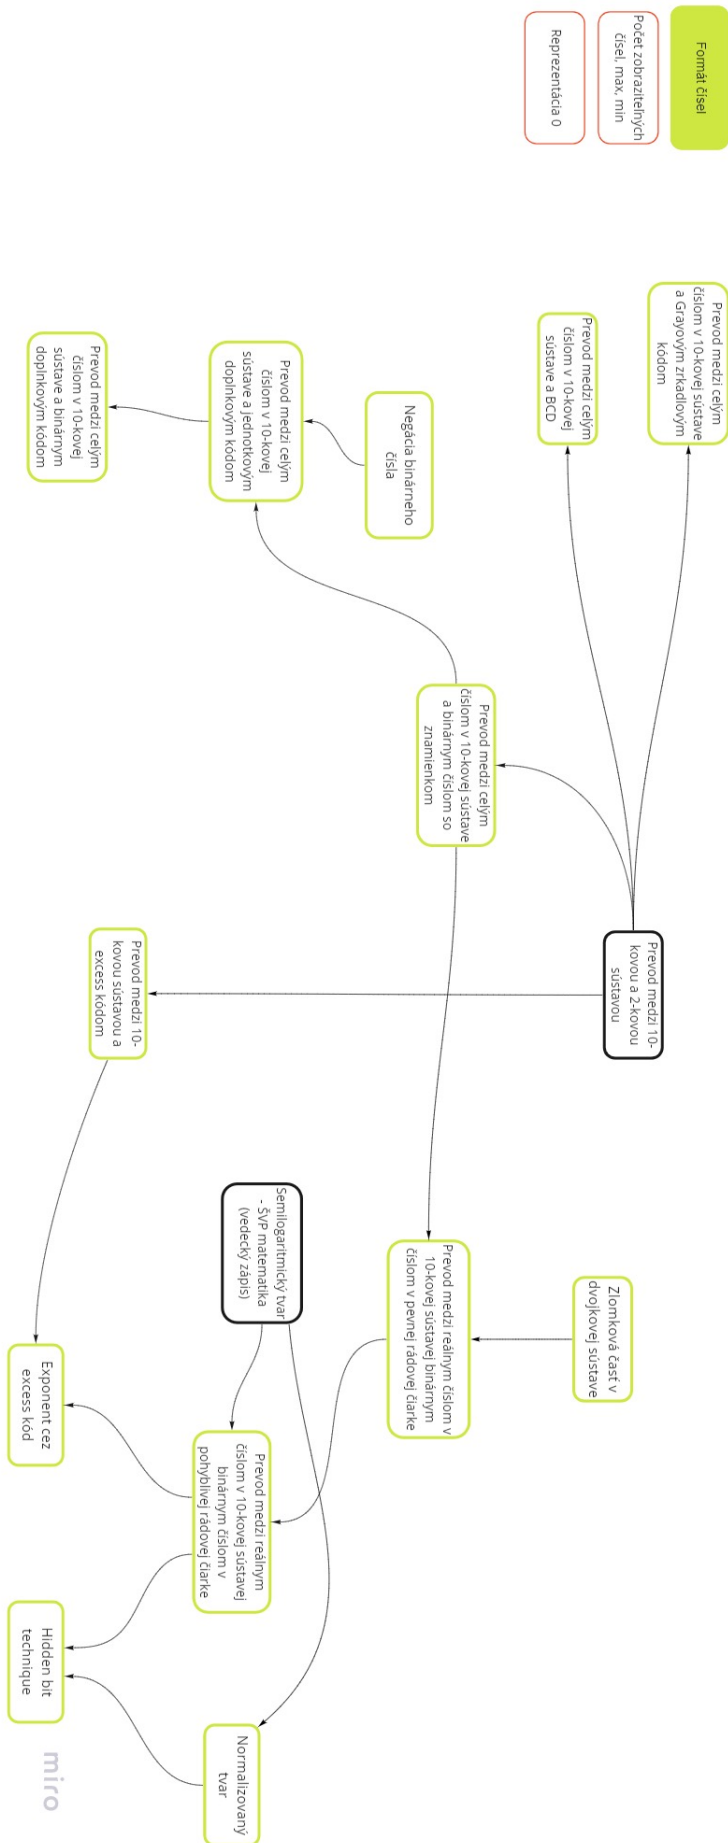 Formát čísel
Počet zobraziteľných
čísel, max, min
Reprezentácia 0
Prevod medzi celým
číslom v 10-kovej sústave
a Grayovým zrkadlovým
kódom
Prevod medzi celým
číslom v 10-kovej
sústave a BCD
Negácia binárneho
čísla
Prevod medzi celým
číslom v 10-kovej
sústave a jednotkovým
doplnkovým kódom
Prevod medzi celým
číslom v 10-kovej
sústave a binárnym
doplnkovým kódom
Prevod medzi celým
číslom v 10-kovej sústave
a binárnym číslom so
znamienkom
Prevod medzi 10-
kovou a 2-kovou
sústavou
Prevod medzi 10-
kovou sústavou a
excess kódom
Semilogaritmický tvar
- ŠVP matematika
(vedecký zápis)
Zlomková časť v
dvojkovej sústave
Prevod medzi reálnym číslom v
10-kovej sústavej binárnym
číslom v pevnej rádovej čiarke
Exponent cez
excess kód
Prevod medzi reálnym
číslom v 10-kovej sústavej
binárnym číslom v
pohyblivej rádovej čiarke
Hidden bit
technique
Normalizovaný
tvar
miro